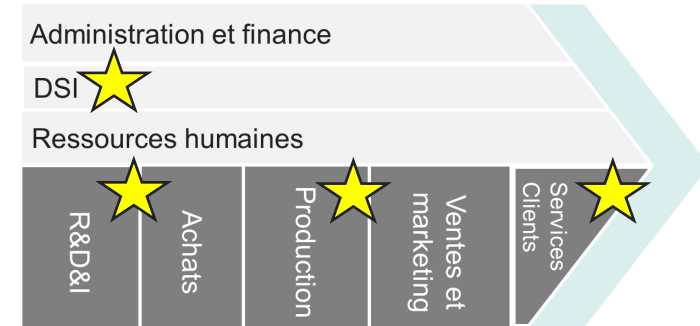 Administration et finance
DSI
Ressources humaines
R&D&I
Achats
Production
Ventes et
marketing
Services
Clients